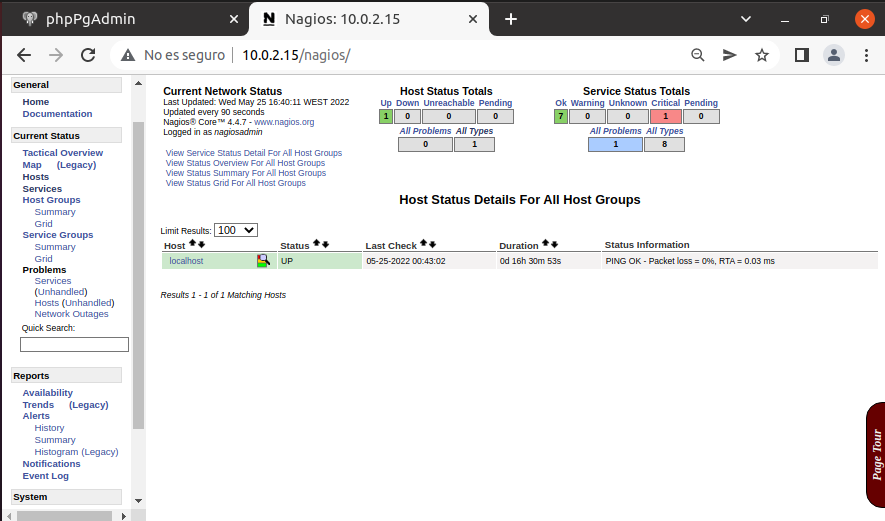 phpPgAdmin
Nagios: 10.0.2.15
No es seguro 10.0.2.15/nagios/
General
Home
Documentation
Current Status
Tactical Overview
Map (Legacy)
Hosts
Services
Host Groups
Summary
Grid
Service Groups
Summary
Grid
Problems
Services
(Unhandled)
Hosts (Unhandled)
Network Outages
Quick Search:
Reports
Availability
Trends (Legacy)
Alerts
History
Summary
Histogram (Legacy)
Notifications
Event Log
System
Current Network Status
Last Updated: Wed May 25 16:40:11 WEST 2022
Updated every 90 seconds
Nagios® Core™ 4.4.7 - www.nagios.org
Logged in as nagiosadmin
View Service Status Detail For All Host Groups
View Status Overview For All Host Groups
View Status Summary For All Host Groups
View Status Grid For All Host Groups
Host Status Totals
Up Down Unreachable Pending
1 0 0 0
All Problems All Types
0 1
Service Status Totals
Ok Warning Unknown Critical Pending
7 0 0 1 0
All Problems All Types
1 8
Host Status Details For All Host Groups
Limit Results: 100
Host Status Last Check Duration Status Information
localhost UP 05-25-2022 00:43:02 0d 16h 30m 53s PING OK - Packet loss = 0%, RTA = 0.03 ms
Results 1 - 1 of 1 Matching Hosts
Page Tour